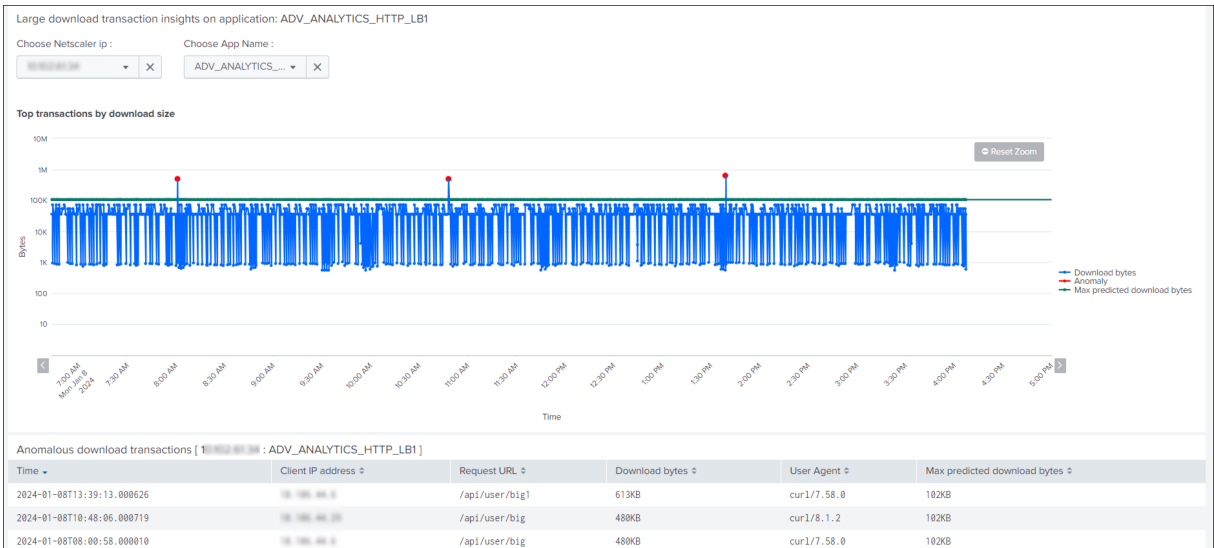 Large download transaction insights on application: ADV_ANALYTICS_HTTP_LB1
Choose Netscaler ip : Choose App Name :
ADV_ANALYTICS_...
Top transactions by download size
Reset Zoom
10M
1M
100K
10K
1K
100
10
Bytes
Download bytes
Anomaly
Max predicted download bytes
7:00 AM
Mon Jan 8
2024
7:30 AM
8:00 AM
8:30 AM
9:00 AM
9:30 AM
10:00 AM
10:30 AM
11:00 AM
11:30 AM
12:00 PM
12:30 PM
1:00 PM
1:30 PM
2:00 PM
2:30 PM
3:00 PM
3:30 PM
4:00 PM
4:30 PM
5:00 PM
Time
Anomalous download transactions [ 1 : ADV_ANALYTICS_HTTP_LB1 ]
Time Client IP address Request URL Download bytes User Agent Max predicted download bytes
2024-01-08T13:39:13.000626 /api/user/big1 613KB curl/7.58.0 102KB
2024-01-08T10:48:06.000719 /api/user/big 480KB curl/8.1.2 102KB
2024-01-08T08:00:58.000010 /api/user/big 480KB curl/7.58.0 102KB